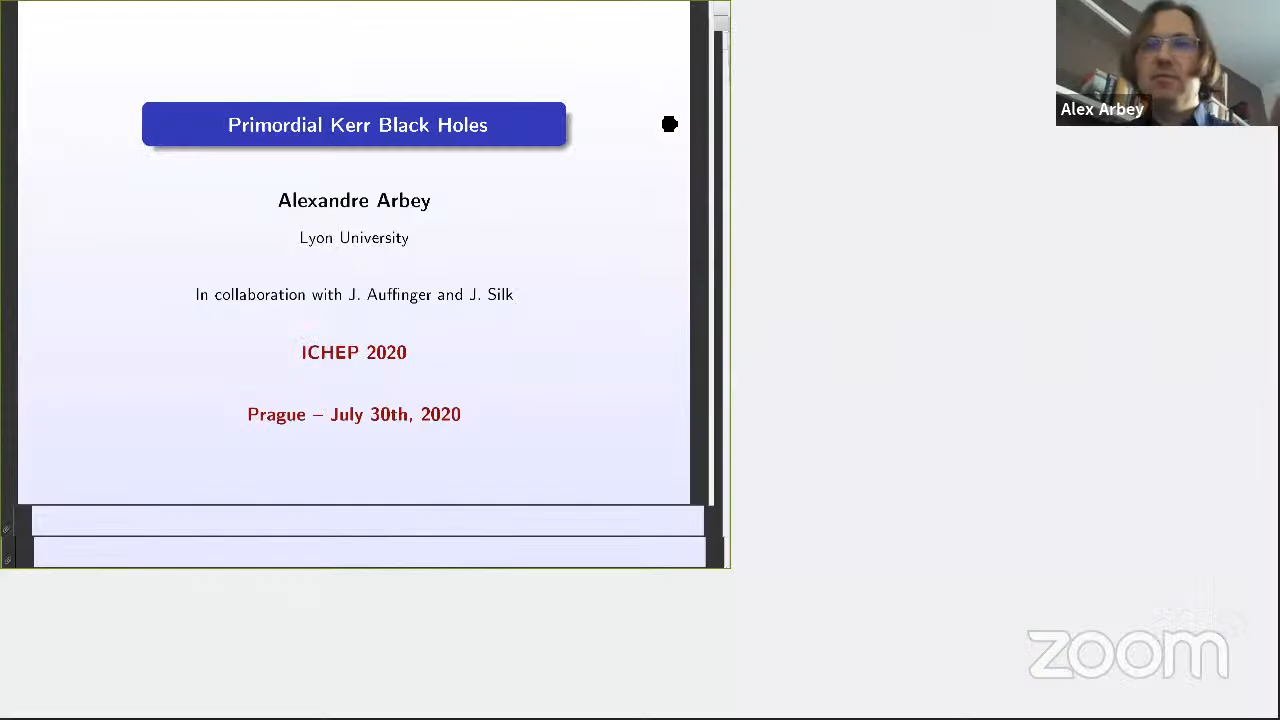 Primordial Kerr Black Holes
Alexandre Arbey
Lyon University
In collaboration with J. Auffinger and J. Silk
ICHEP 2020
Prague – July 30th, 2020
Alex Arbey
zoom